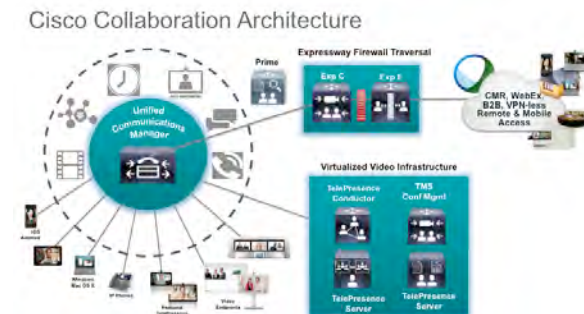 Cisco Collaboration Architecture
Prime
Expressway Firewall Traversal
Exp C
Exp E
CMR, WebEx,
B2B, VPN-less
Remote & Mobile
Access
Unified
Communications
Manager
Virtualized Video Infrastructure
TelePresence
Conductor
TMS
Conf Mgmt
TelePresence
Server
TelePresence
Server
iOS
Android
Windows
Mac OS X
IP Phones
Personal
Video
Endpoints